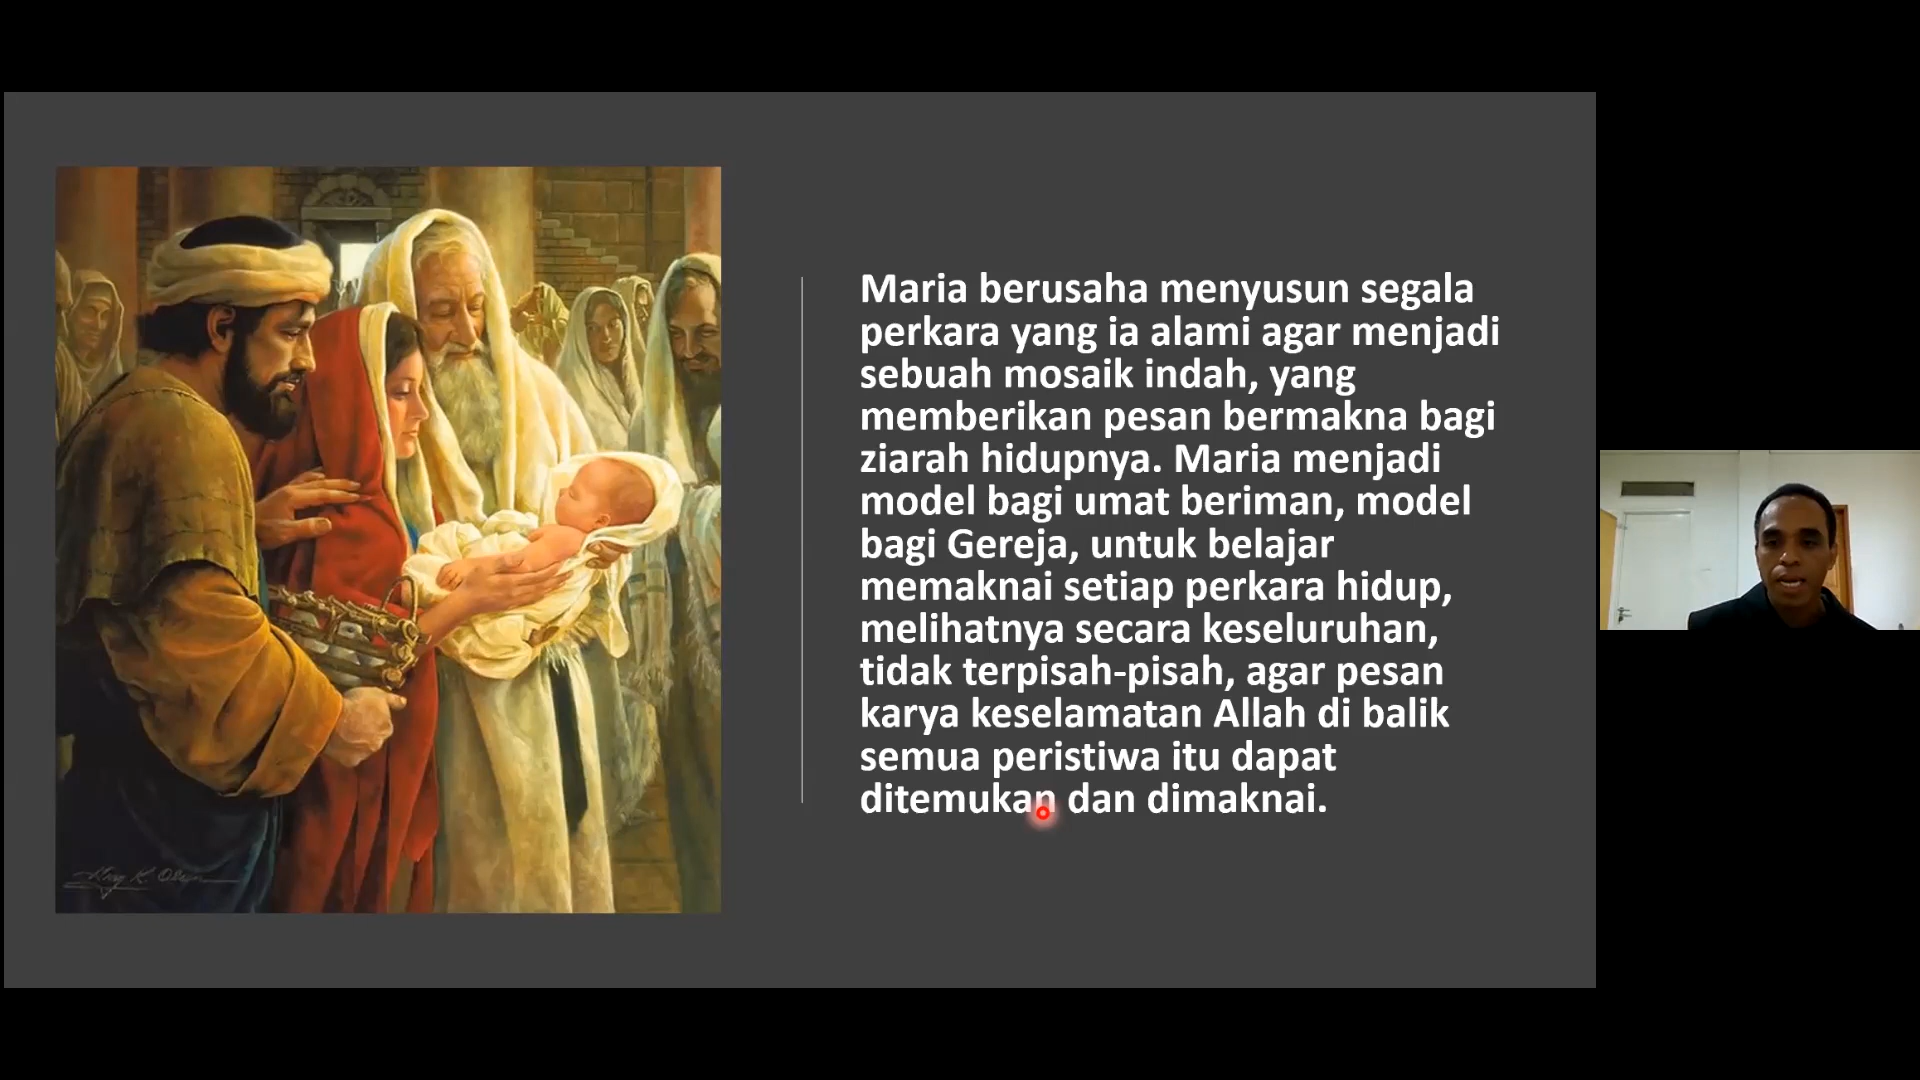 Maria berusaha menyusun segala
perkara yang ia alami agar menjadi
sebuah mosaik indah, yang
memberikan pesan bermakna bagi
ziarah hidupnya. Maria menjadi
model bagi umat beriman, model
bagi Gereja, untuk belajar
memaknai setiap perkara hidup,
melihatnya secara keseluruhan,
tidak terpisah-pisah, agar pesan
karya keselamatan Allah di balik
semua peristiwa itu dapat
ditemukan dan dimaknai.